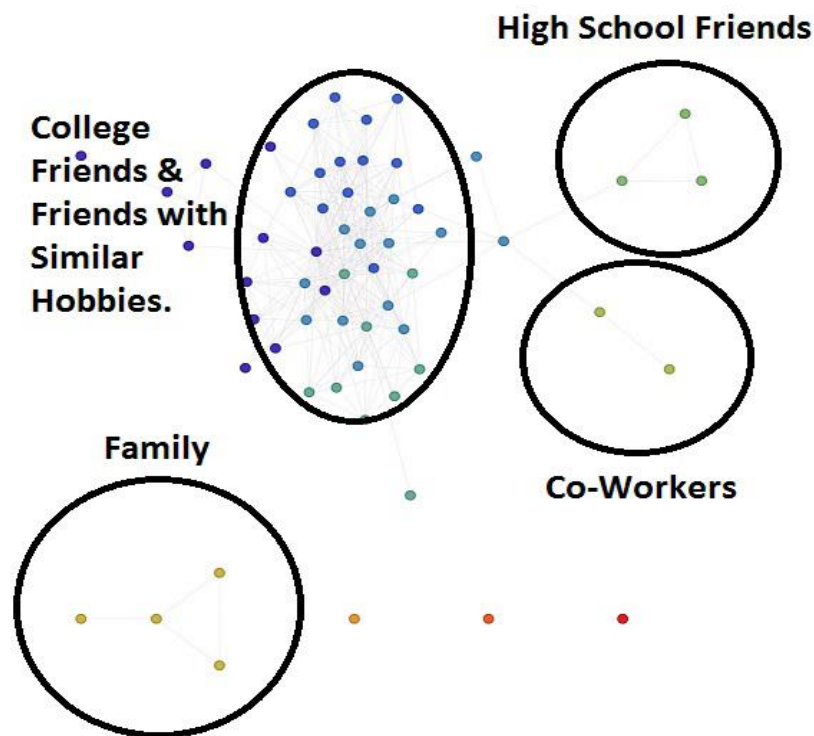 High School Friends
College
Friends &
Friends with
Similar
Hobbies.
Family
Co-Workers